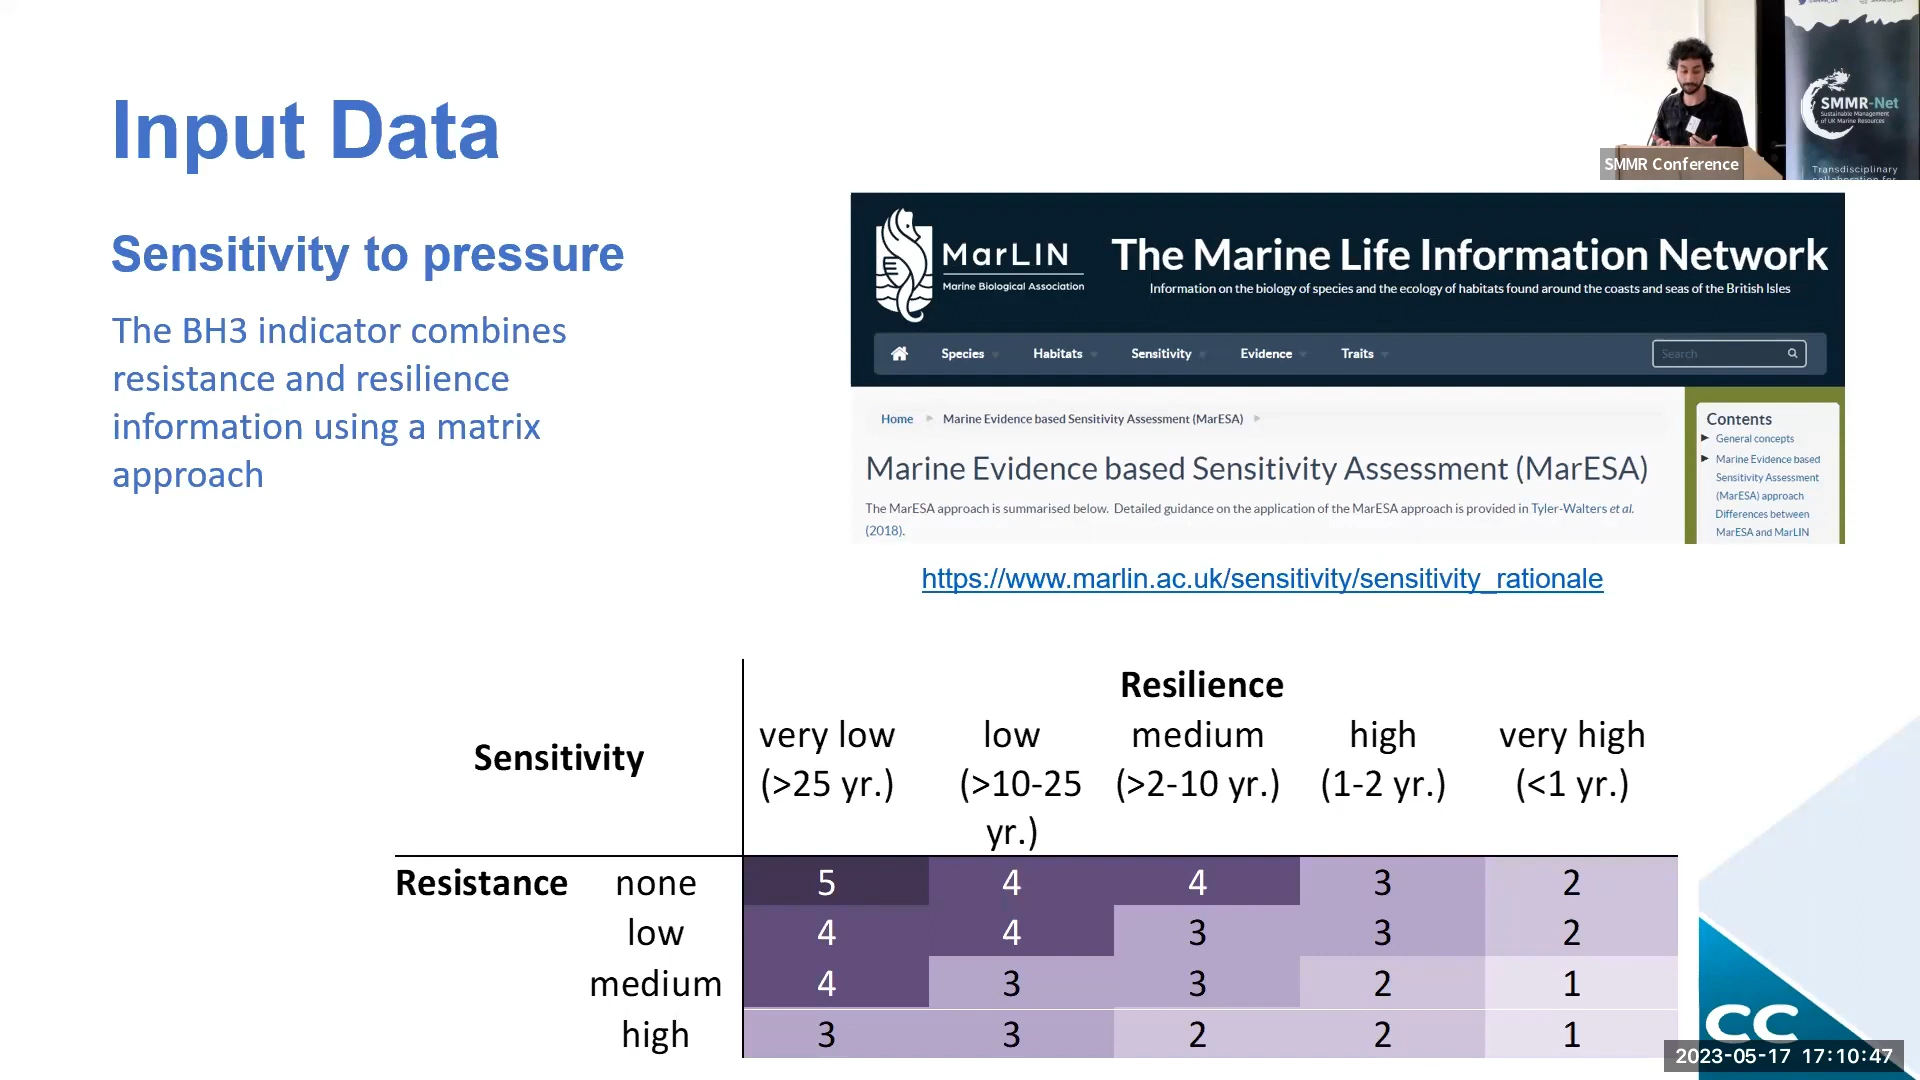 Input Data
Sensitivity to pressure
The BH3 indicator combines
resistance and resilience
information using a matrix
approach
SMMR-Net
Sustainable Management
of UK Marine Resources
Transdisciplinary
SMMR Conference
MarLIN
Marine Biological Association
The Marine Life Information Network
Information on the biology of species and the ecology of habitats found around the coasts and seas of the British Isles
Species Habitats Sensitivity Evidence Traits Search
Home Marine Evidence based Sensitivity Assessment (MarESA)
Marine Evidence based Sensitivity Assessment (MarESA)
The MarESA approach is summarised below. Detailed guidance on the application of the MarESA approach is provided in Tyler-Walters et al.
(2018).
Contents
General concepts
Marine Evidence based
Sensitivity Assessment
(MarESA) approach
Differences between
MarESA and MarLIN
https://www.marlin.ac.uk/sensitivity/sensitivity_rationale
Resilience
Sensitivity
very low low medium high very high
(>25 yr.) (>10-25 (>2-10 yr.) (1-2 yr.) (<1 yr.)
yr.)
Resistance none 5 4 4 3 2
low 4 4 3 3 2
medium 4 3 3 2 1
high 3 3 2 2 1
CC
2023-05-17 17:10:47